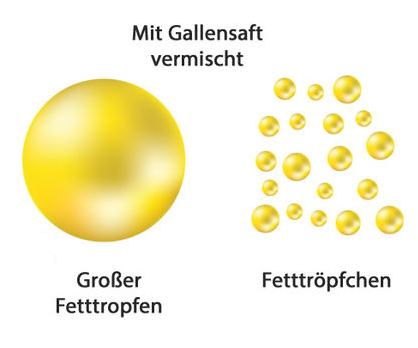 Mit Gallensaft
vermischt
Großer
Fetttropfen
Fetttröpfchen